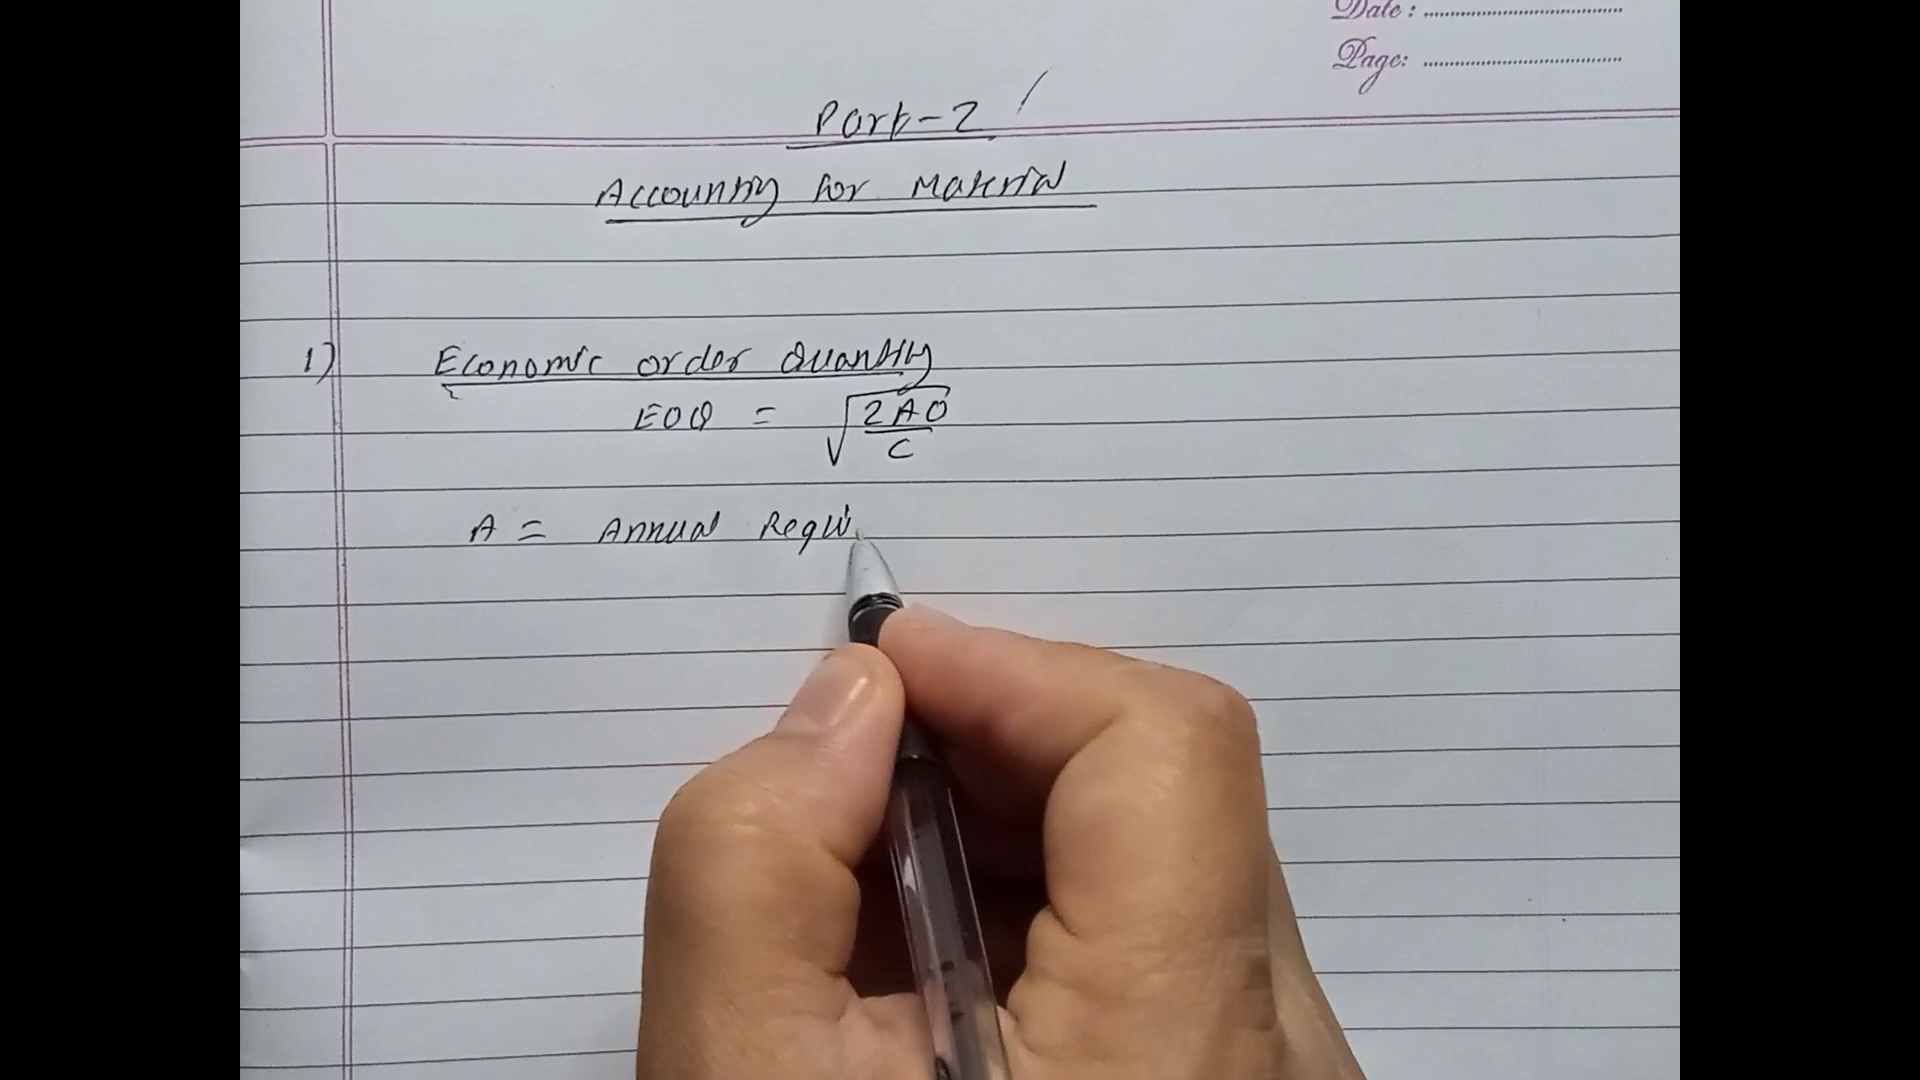 Date :
Page:
Part-2
Accounting for Material
1) Economic order Quantity
EOQ = √2AO/C
A = Annual Requi